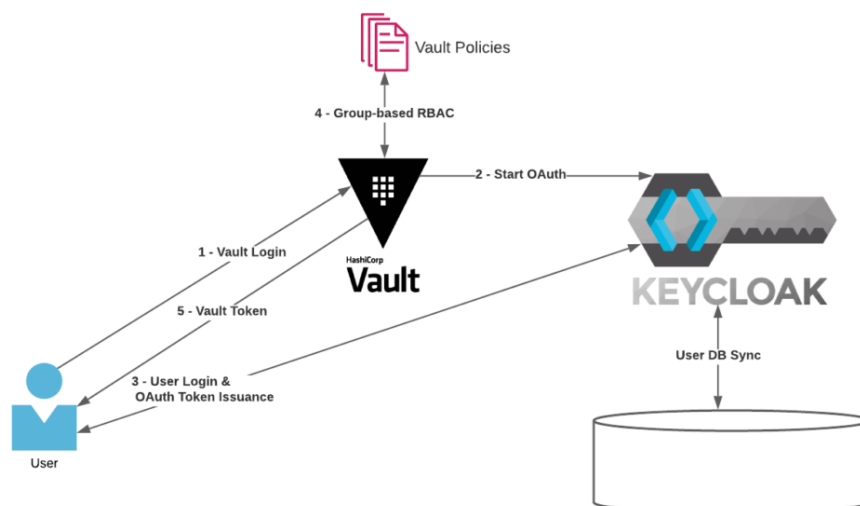 Vault Policies
4 - Group-based RBAC
2 - Start OAuth
1 - Vault Login
HashiCorp
Vault
KEYCLOAK
5 - Vault Token
User DB Sync
3 - User Login &
OAuth Token Issuance
User